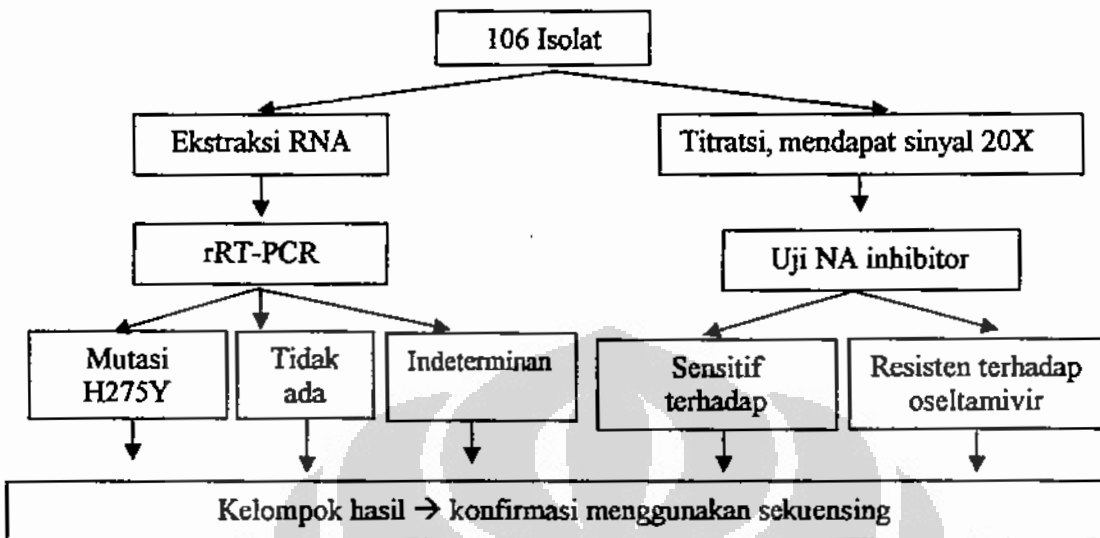 106 Isolat
Ekstraksi RNA
Titratsi, mendapat sinyal 20X
rRT-PCR
Uji NA inhibitor
Mutasi
H275Y
Tidak
ada
Indeterminan
Sensitif
terhadap
Resisten terhadap
oseltamivir
Kelompok hasil → konfirmasi menggunakan sekuensing